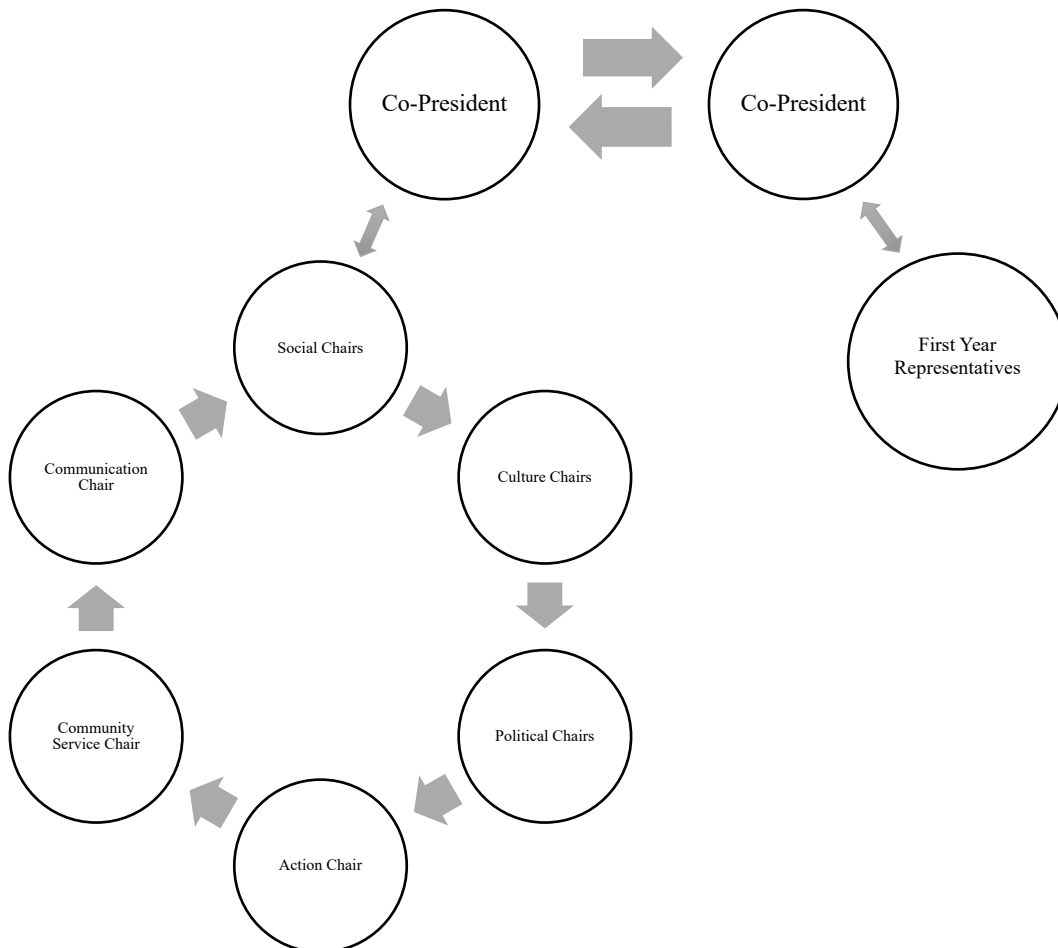 Co-President
Co-President
First Year
Representatives
Social Chairs
Communication
Chair
Culture Chairs
Community
Service Chair
Political Chairs
Action Chair